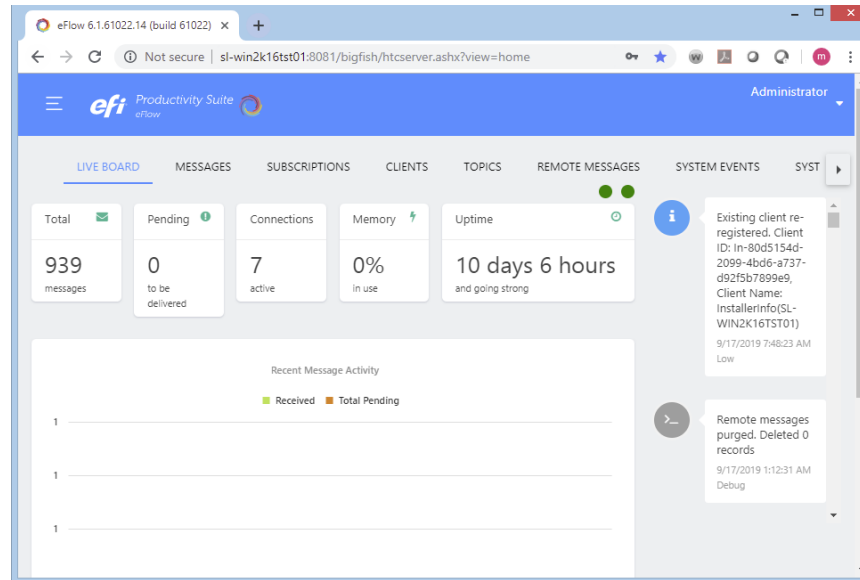 eFlow 6.1.61022.14 (build 61022)
Not secure | sl-win2k16tst01:8081/bigfish/htcserver.ashx?view=home
w
m
efi Productivity Suite
eFlow
Administrator
LIVE BOARD MESSAGES SUBSCRIPTIONS CLIENTS TOPICS REMOTE MESSAGES SYSTEM EVENTS SYST
Total
939
messages
Pending
0
to be
delivered
Connections
7
active
Memory
0%
in use
Uptime
10 days 6 hours
and going strong
Recent Message Activity
Received Total Pending
1
1
1
i
Existing client re-
registered. Client
ID: In-80d5154d-
2099-4bd6-a737-
d92f5b7899e9,
Client Name:
InstallerInfo(SL-
WIN2K16TST01)
9/17/2019 7:48:23 AM
Low
Remote messages
purged. Deleted 0
records
9/17/2019 1:12:31 AM
Debug